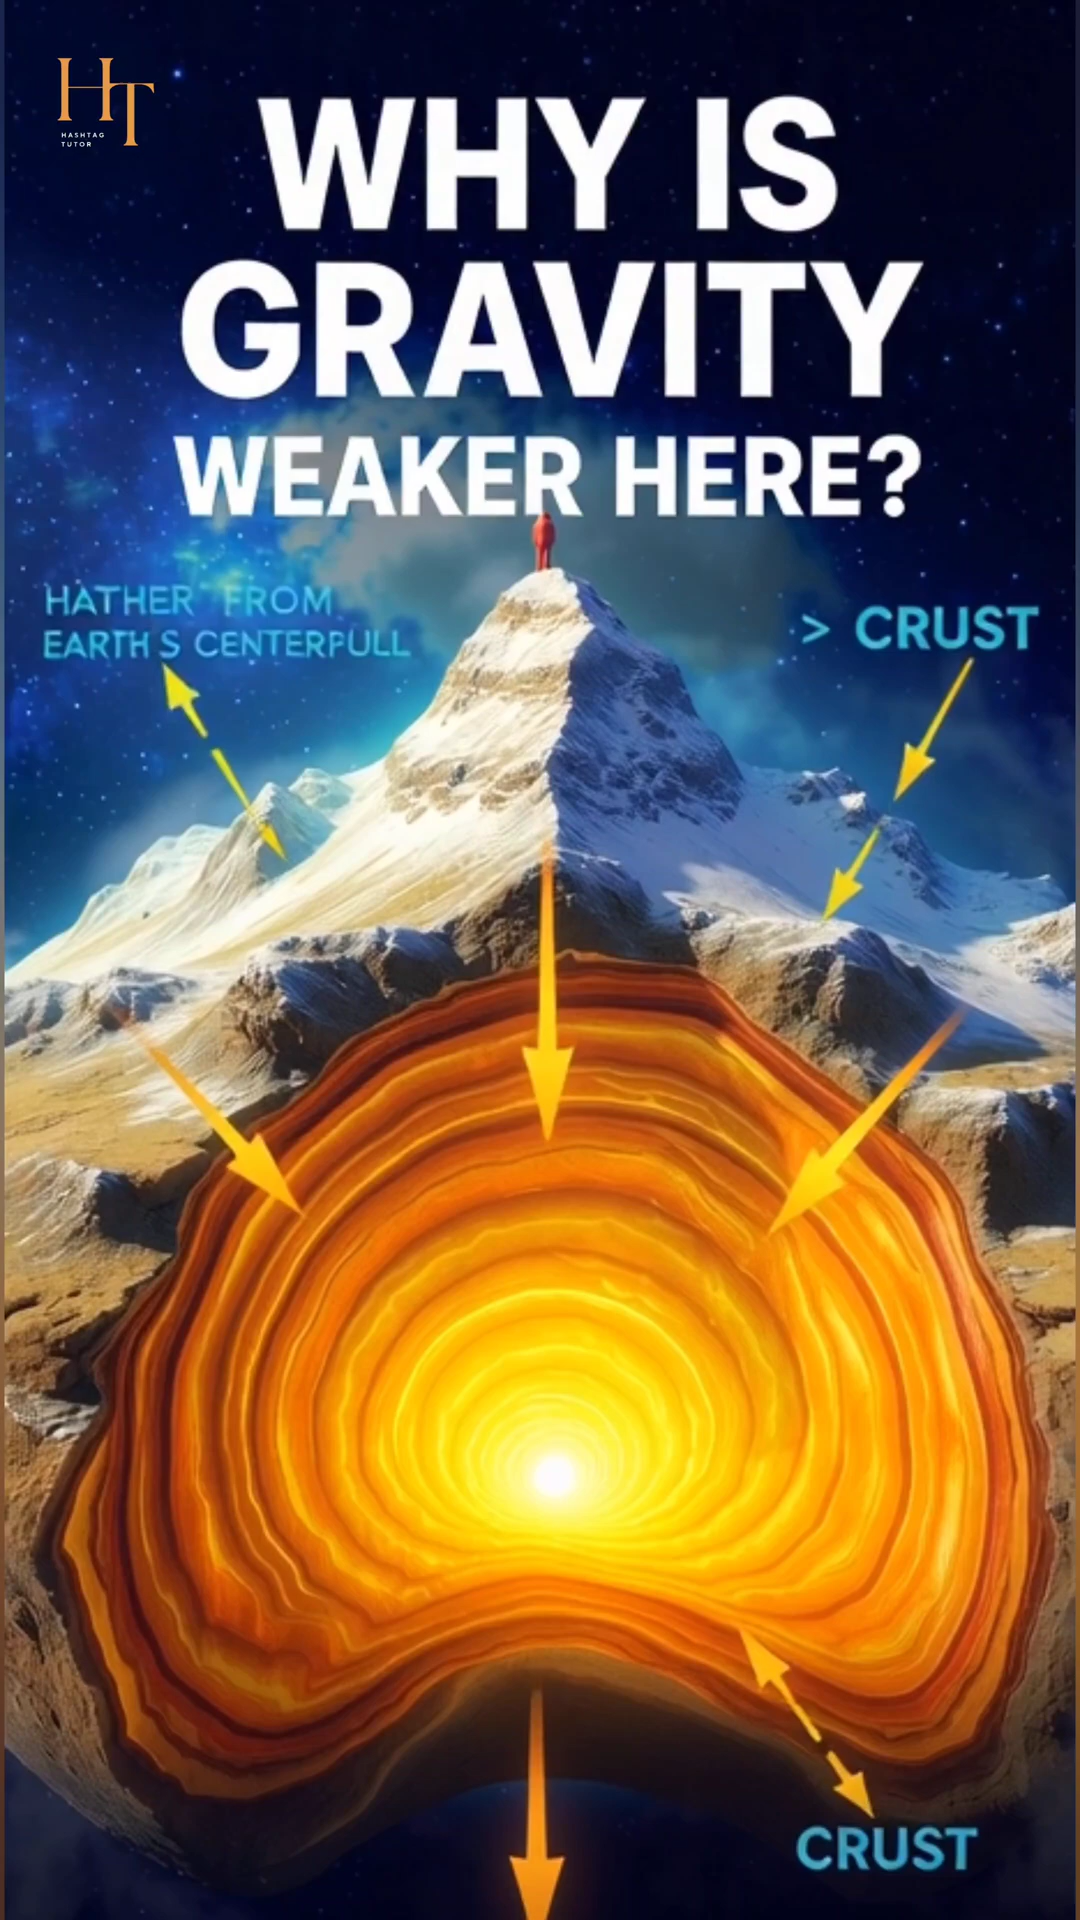 HT
HASHTAG
TUTOR
WHY IS
GRAVITY
WEAKER HERE?
HATHER FROM
EARTH S CENTERPULL
> CRUST
CRUST